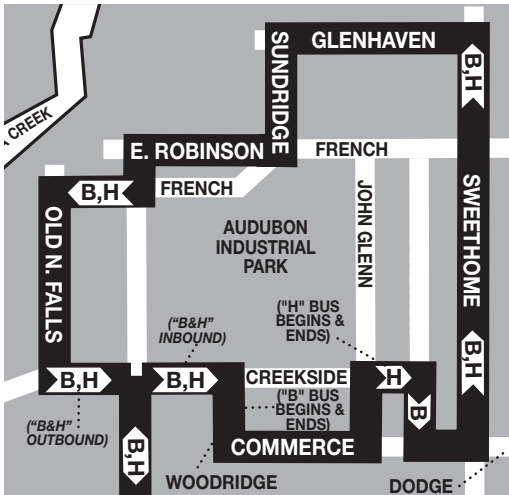 GLENHAVEN
SUNDRIDGE
B,H
CREEK
E. ROBINSON
FRENCH
B,H
FRENCH
JOHN GLENN
SWEETHOME
OLD N. FALLS
AUDUBON
INDUSTRIAL
PARK
("H" BUS
BEGINS &
ENDS)
(“B&H”
INBOUND)
B,H
B,H
B,H
CREEKSIDE
H
("B" BUS
BEGINS &
ENDS)
B
(“B&H”
OUTBOUND)
B,H
COMMERCE
WOODRIDGE
DODGE